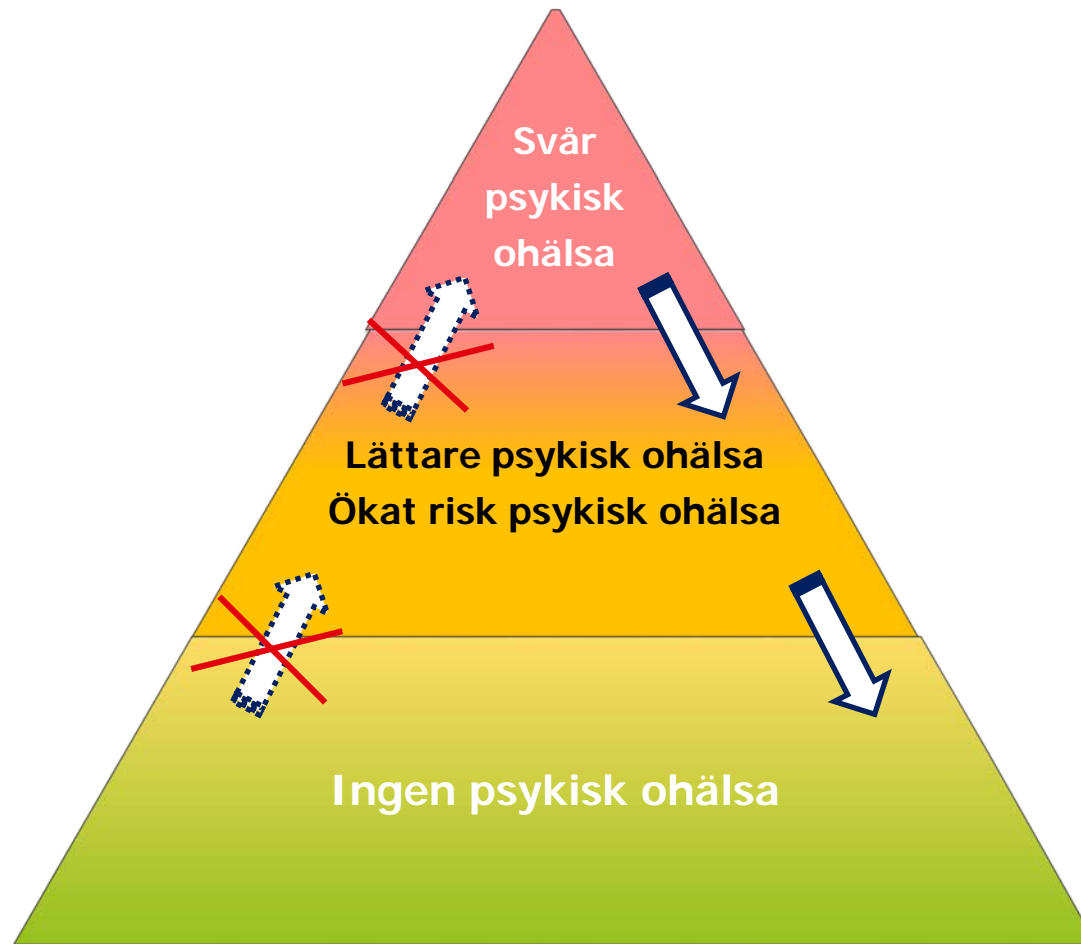 Svår
psykisk
ohälsa
Lättare psykisk ohälsa
Ökat risk psykisk ohälsa
Ingen psykisk ohälsa